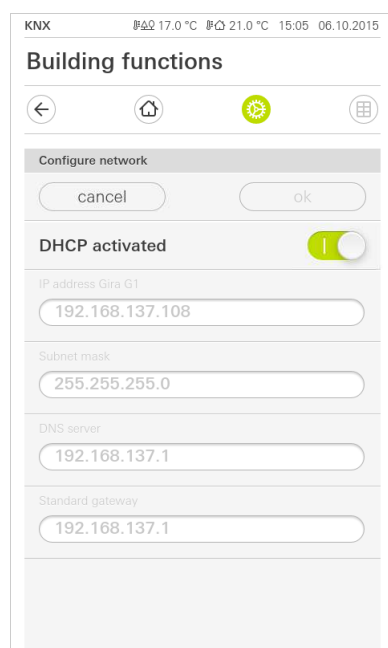 KNX 17.0 °C 21.0 °C 15:05 06.10.2015
Building functions
Configure network
cancel ok
DHCP activated
IP address Gira G1
192.168.137.108
Subnet mask
255.255.255.0
DNS server
192.168.137.1
Standard gateway
192.168.137.1